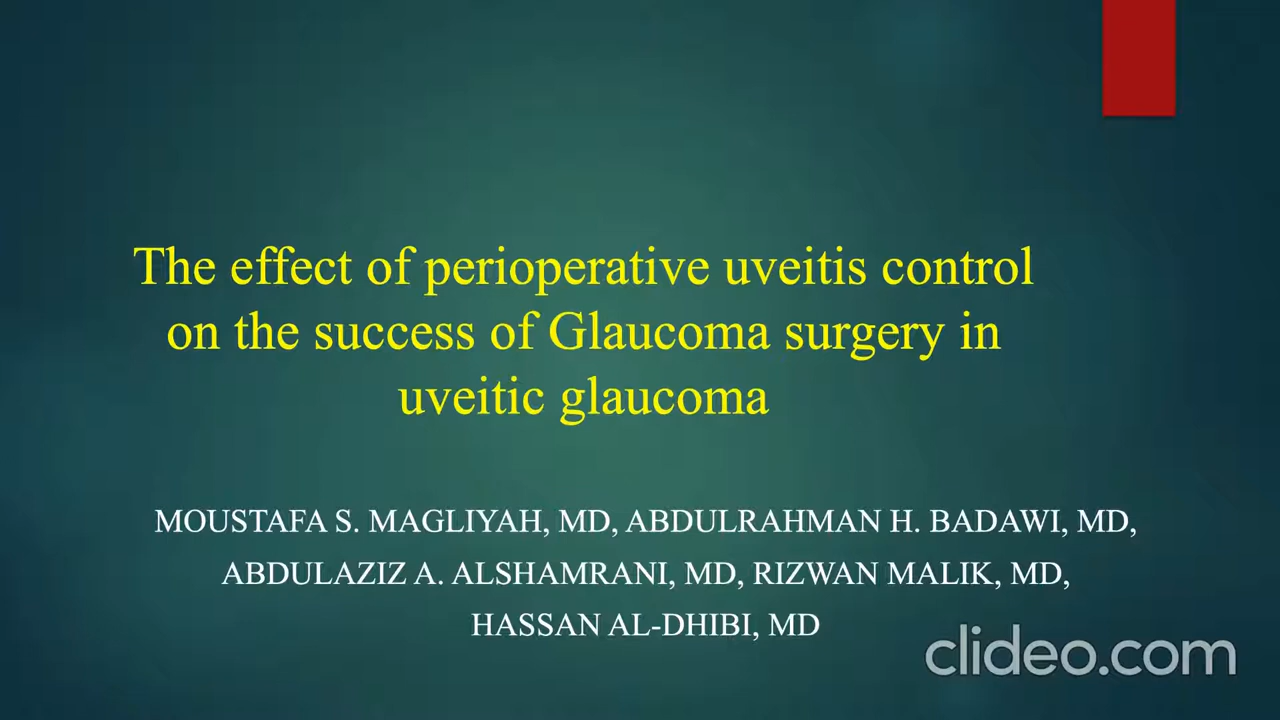 The effect of perioperative uveitis control
on the success of Glaucoma surgery in
uveitic glaucoma
MOUSTAFA S. MAGLIYAH, MD, ABDULRAHMAN H. BADAWI, MD,
ABDULAZIZ A. ALSHAMRANI, MD, RIZWAN MALIK, MD,
HASSAN AL-DHIBI, MD
clideo.com